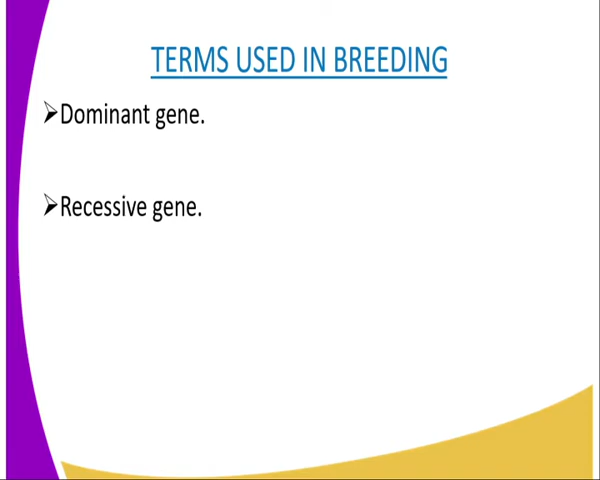 TERMS USED IN BREEDING
➢Dominant gene.
➢Recessive gene.